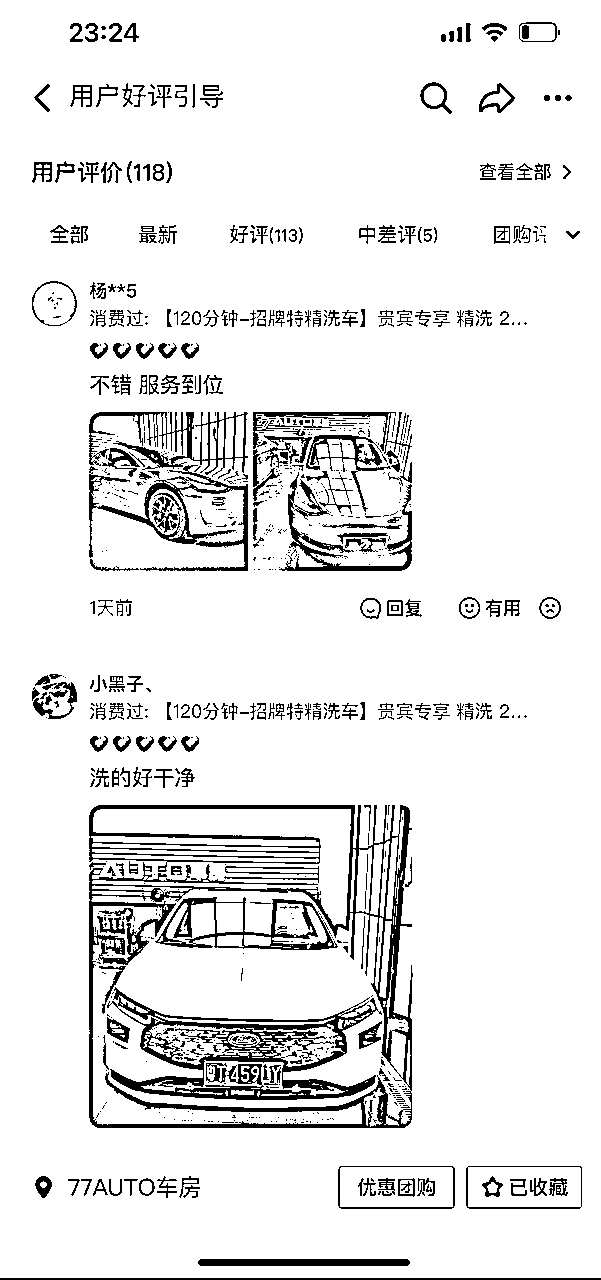 23:24
用户好评引导
用户评价(118)
查看全部
全部
最新
好评(113)
中差评(5)
团购评
杨**5
消费过: 【120分钟-招牌特精洗车】贵宾专享 精洗 2...
不错 服务到位
1天前
回复
有用
小黑子、
消费过: 【120分钟-招牌特精洗车】贵宾专享 精洗 2...
洗的好干净
77AUTO车房
优惠团购
已收藏